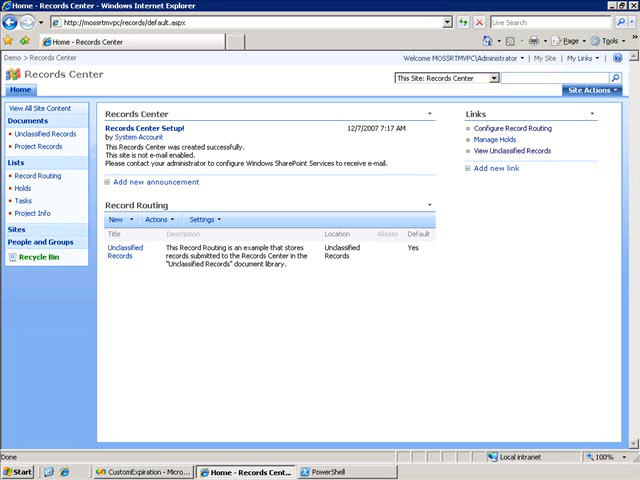 Home - Records Center - Windows Internet Explorer
http://mossrtmvpc/records/default.aspx
Live Search
Home - Records Center
Page
Tools
Demo > Records Center
Welcome MOSSRTMVPC\Administrator
My Site
My Links
Records Center
This Site: Records Center
Home
Site Actions
View All Site Content
Documents
Unclassified Records
Project Records
Lists
Record Routing
Holds
Tasks
Project Info
Sites
People and Groups
Recycle Bin
Records Center
Records Center Setup!
12/7/2007 7:17 AM
by System Account
This Records Center was created successfully.
This site is not e-mail enabled.
Please contact your administrator to configure Windows SharePoint Services to receive e-mail.
Add new announcement
Record Routing
New
Actions
Settings
Title
Description
Location
Aliases
Default
Unclassified Records
This Record Routing is an example that stores
records submitted to the Records Center in the
"Unclassified Records" document library.
Unclassified Records
Yes
Links
Configure Record Routing
Manage Holds
View Unclassified Records
Add new link
Done
Local intranet
100%
Start
CustomExpiration - Micro...
Home - Records Cent...
PowerShell